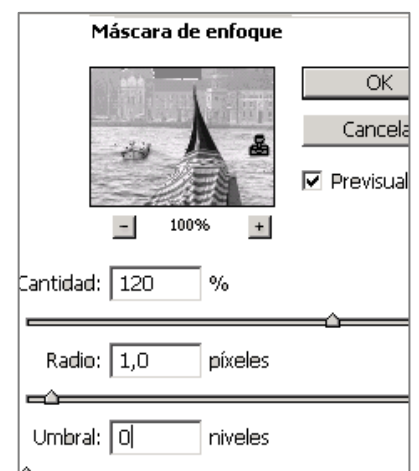 Máscara de enfoque
OK
Cancela
Previsual
- 100% +
Cantidad: 120 %
Radio: 1,0 píxeles
Umbral: 0 niveles